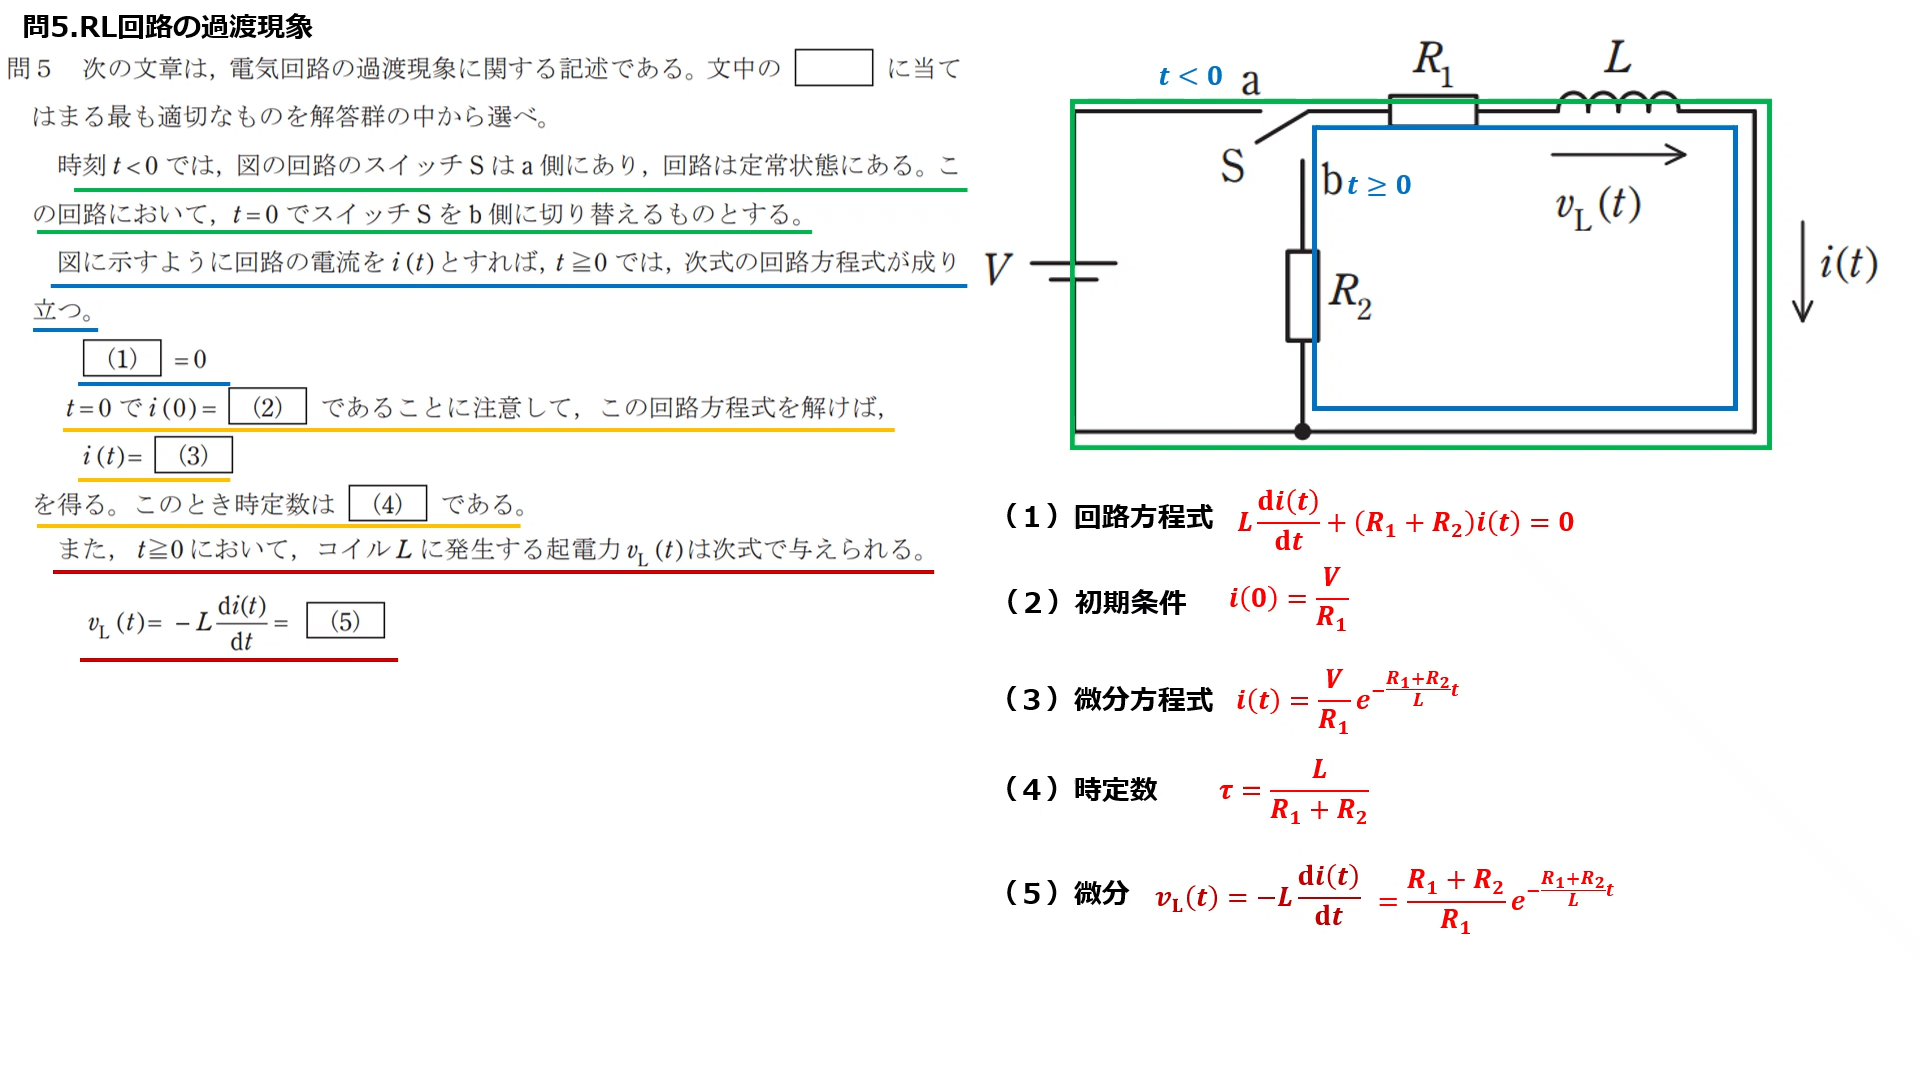 問5.RL回路の過渡現象
問5 次の文章は，電気回路の過渡現象に関する記述である。文中の に当て
はまる最も適切なものを解答群の中から選べ。
時刻 t<0 では，図の回路のスイッチ S は a 側にあり，回路は定常状態にある。こ
の回路において，t=0 でスイッチ S を b 側に切り替えるものとする。
図に示すように回路の電流を i(t) とすれば，t≧0 では，次式の回路方程式が成り
立つ。
(1) =0
t=0 で i(0)= (2) であることに注意して，この回路方程式を解けば，
i(t)= (3)
を得る。このとき時定数は (4) である。
また，t≧0 において，コイル L に発生する起電力 v_L(t) は次式で与えられる。
v_L(t)= −L di(t)/dt = (5)
t < 0 a
R₁
L
S
b t ≥ 0
v_L(t)
V
R₂
i(t)
（1）回路方程式 L di(t)/dt + (R₁ + R₂)i(t) = 0
（2）初期条件 i(0) = V/R₁
（3）微分方程式 i(t) = V/R₁ e^(−(R₁+R₂)/L t)
（4）時定数 τ = L/(R₁ + R₂)
（5）微分 v_L(t) = −L di(t)/dt = (R₁ + R₂)/R₁ e^(−(R₁+R₂)/L t)